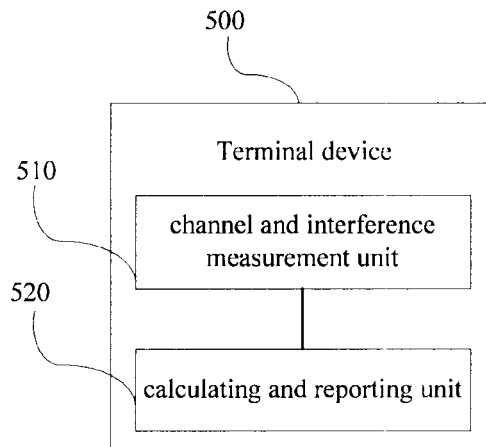 500
Terminal device
510
channel and interference
measurement unit
520
calculating and reporting unit